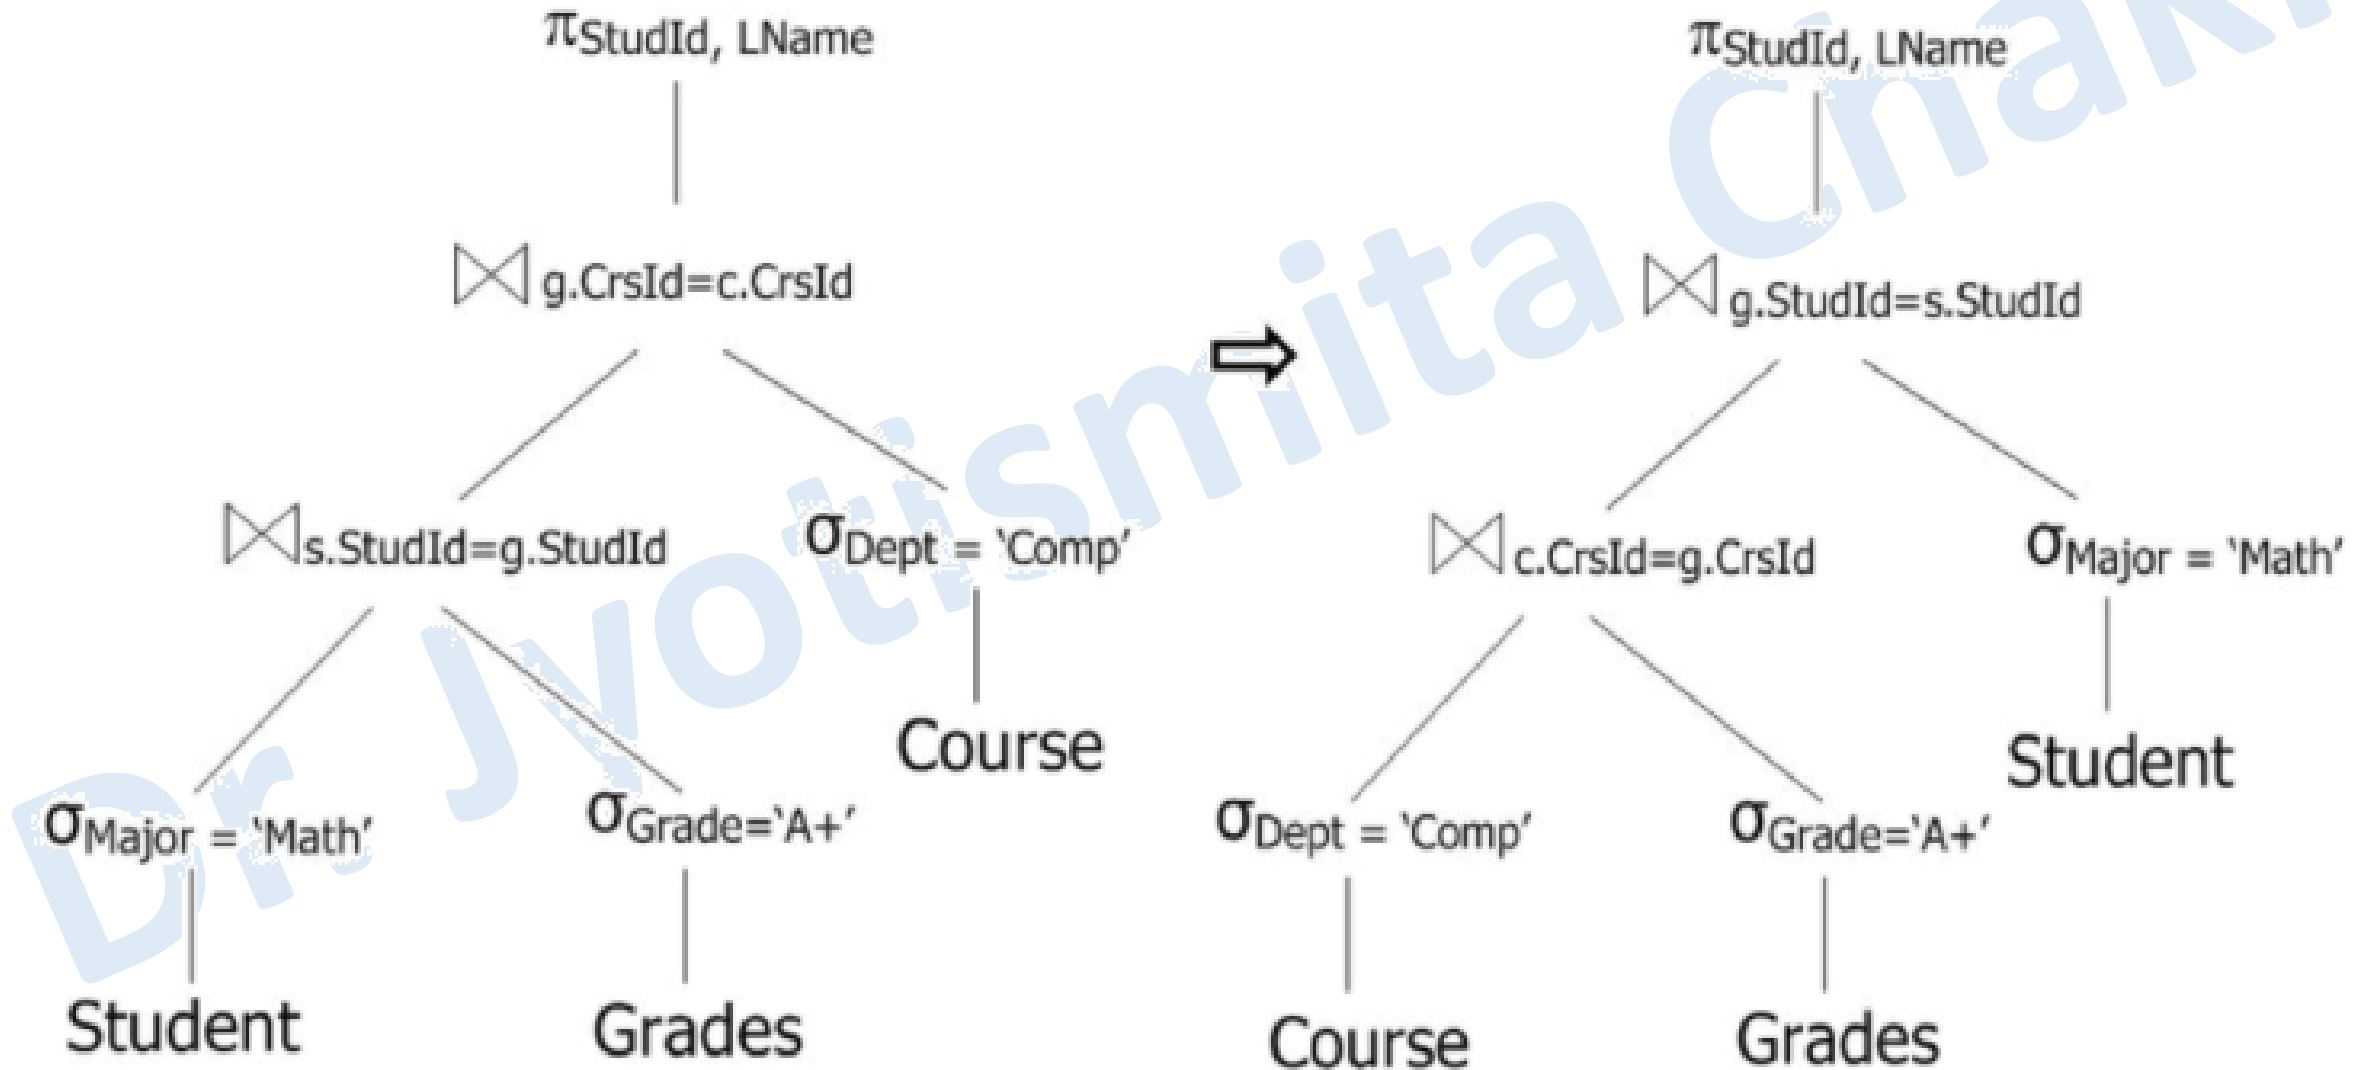 πStudId, LName
⋈ g.CrsId=c.CrsId
⋈s.StudId=g.StudId
σDept = ‘Comp’
Course
σMajor = ‘Math’
σGrade=‘A+’
Student
Grades
⇨
πStudId, LName
⋈ g.StudId=s.StudId
⋈ c.CrsId=g.CrsId
σMajor = ‘Math’
Student
σDept = ‘Comp’
σGrade=‘A+’
Course
Grades
Dr. Jyotismita